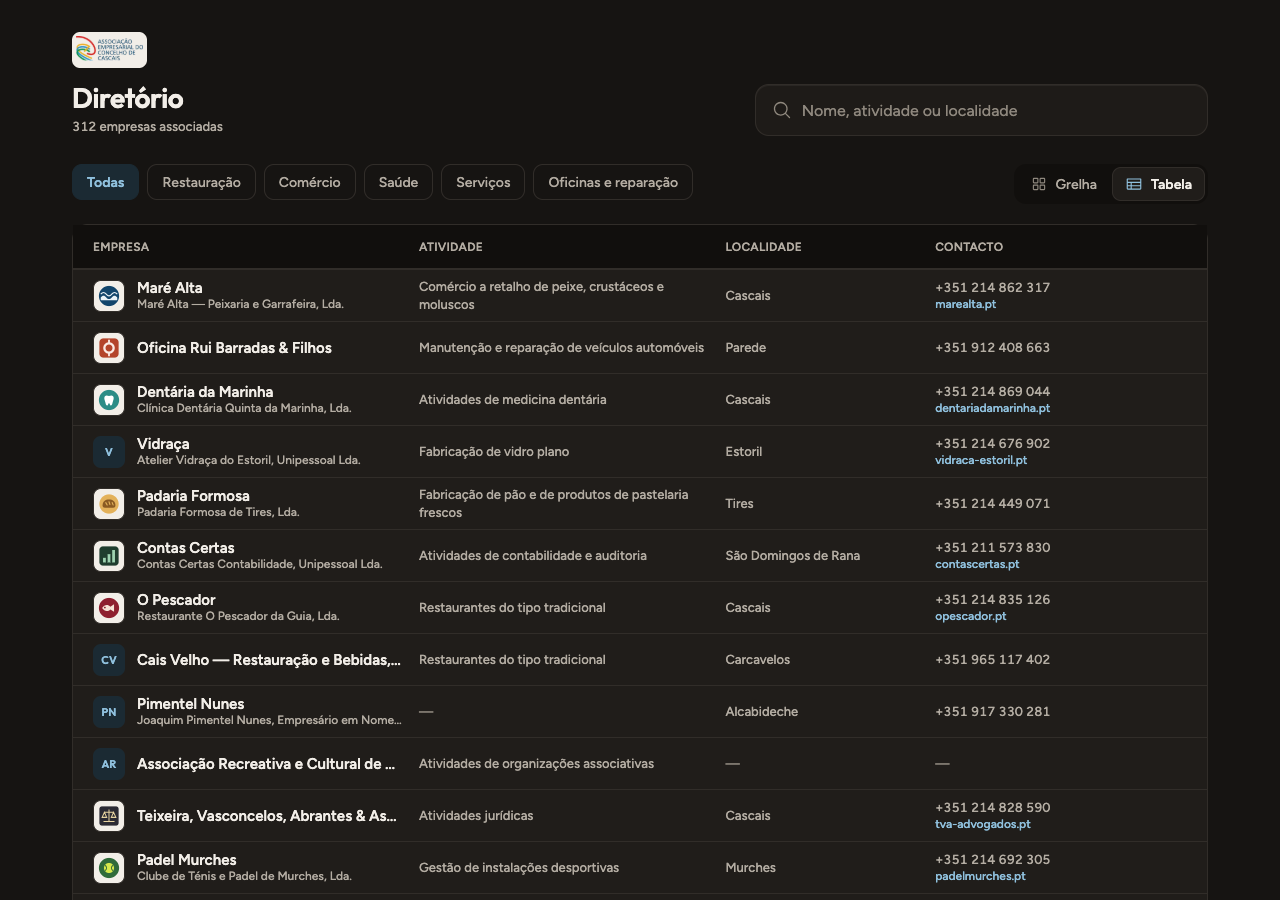 ASSOCIAÇÃO
EMPRESARIAL DO
CONCELHO DE
CASCAIS
Diretório
312 empresas associadas
Nome, atividade ou localidade
Todas
Restauração
Comércio
Saúde
Serviços
Oficinas e reparação
Grelha
Tabela
EMPRESA ATIVIDADE LOCALIDADE CONTACTO
Maré Alta
Maré Alta — Peixaria e Garrafeira, Lda.
Comércio a retalho de peixe, crustáceos e
moluscos
Cascais
+351 214 862 317
marealta.pt
Oficina Rui Barradas & Filhos
Manutenção e reparação de veículos automóveis
Parede
+351 912 408 663
Dentária da Marinha
Clínica Dentária Quinta da Marinha, Lda.
Atividades de medicina dentária
Cascais
+351 214 869 044
dentariadamarinha.pt
V
Vidraça
Atelier Vidraça do Estoril, Unipessoal Lda.
Fabricação de vidro plano
Estoril
+351 214 676 902
vidraca-estoril.pt
Padaria Formosa
Padaria Formosa de Tires, Lda.
Fabricação de pão e de produtos de pastelaria
frescos
Tires
+351 214 449 071
Contas Certas
Contas Certas Contabilidade, Unipessoal Lda.
Atividades de contabilidade e auditoria
São Domingos de Rana
+351 211 573 830
contascertas.pt
O Pescador
Restaurante O Pescador da Guia, Lda.
Restaurantes do tipo tradicional
Cascais
+351 214 835 126
opescador.pt
CV
Cais Velho — Restauração e Bebidas,...
Restaurantes do tipo tradicional
Carcavelos
+351 965 117 402
PN
Pimentel Nunes
Joaquim Pimentel Nunes, Empresário em Nome...
—
Alcabideche
+351 917 330 281
AR
Associação Recreativa e Cultural de ...
Atividades de organizações associativas
—
—
Teixeira, Vasconcelos, Abrantes & As...
Atividades jurídicas
Cascais
+351 214 828 590
tva-advogados.pt
Padel Murches
Clube de Ténis e Padel de Murches, Lda.
Gestão de instalações desportivas
Murches
+351 214 692 305
padelmurches.pt